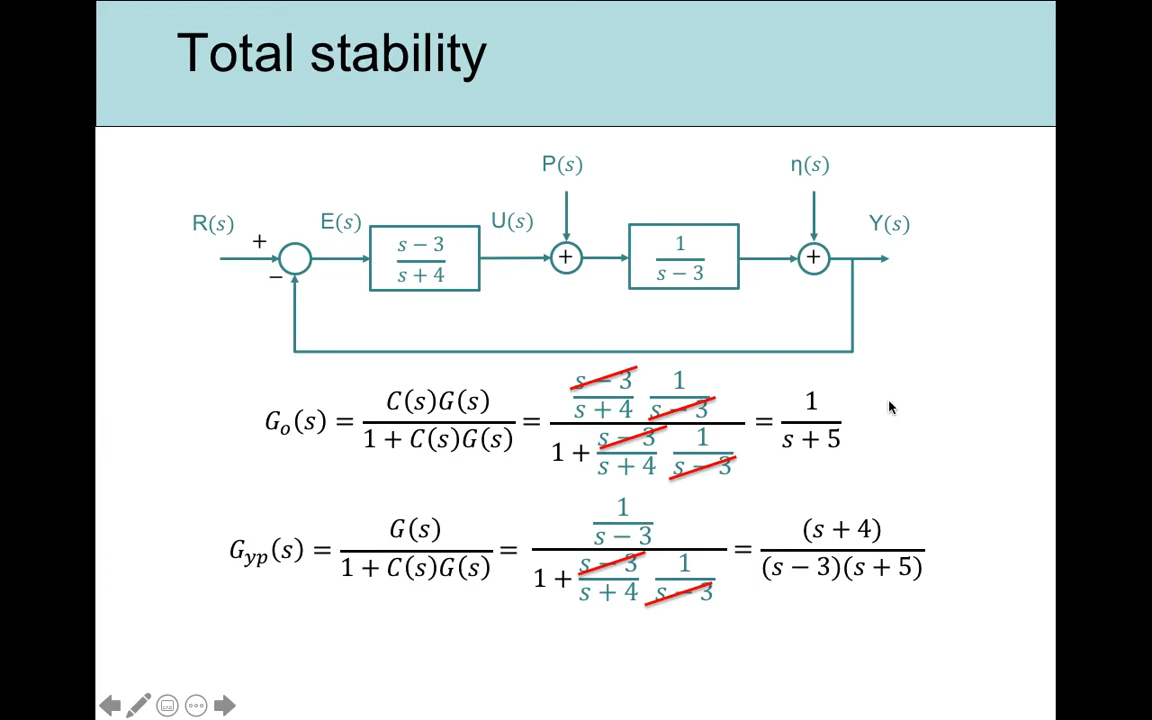 Total stability
P(s) η(s)
R(s) E(s) U(s) Y(s)
+ − (s − 3)/(s + 4) + 1/(s − 3) +
Gₒ(s) = C(s)G(s)/(1 + C(s)G(s)) = ((s − 3)/(s + 4) 1/(s − 3))/(1 + (s − 3)/(s + 4) 1/(s − 3)) = 1/(s + 5)
G_yp(s) = G(s)/(1 + C(s)G(s)) = (1/(s − 3))/(1 + (s − 3)/(s + 4) 1/(s − 3)) = (s + 4)/((s − 3)(s + 5))